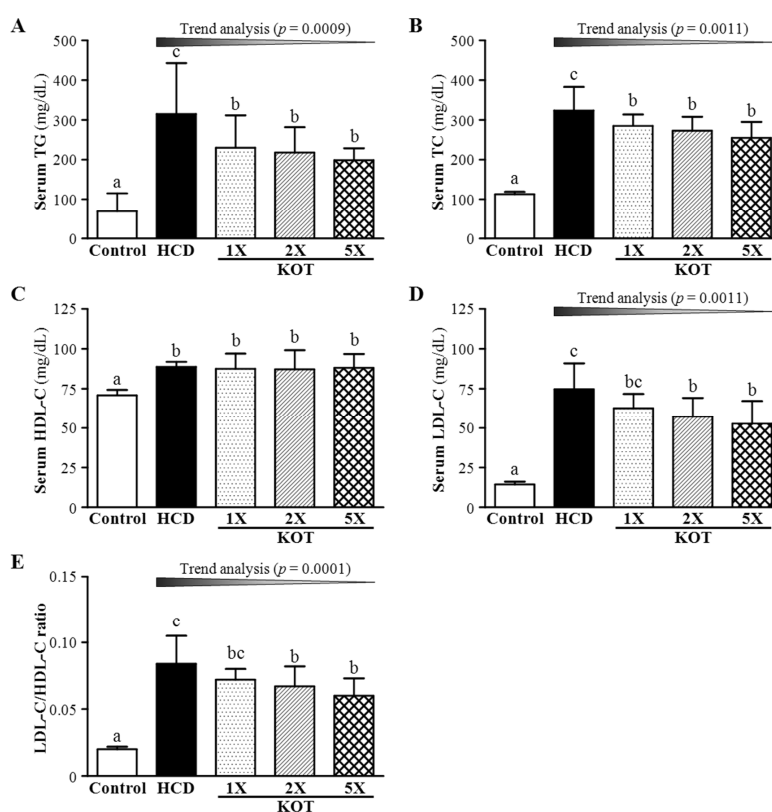 A
Trend analysis (p = 0.0009)
Serum TG (mg/dL)
500
400
300
200
100
0
a
c
b
b
b
Control HCD 1X 2X 5X
KOT
B
Trend analysis (p = 0.0011)
Serum TC (mg/dL)
500
400
300
200
100
0
a
c
b
b
b
Control HCD 1X 2X 5X
KOT
C
Serum HDL-C (mg/dL)
125
100
75
50
25
0
a
b
b
b
b
Control HCD 1X 2X 5X
KOT
D
Trend analysis (p = 0.0011)
Serum LDL-C (mg/dL)
125
100
75
50
25
0
a
c
bc
b
b
Control HCD 1X 2X 5X
KOT
E
Trend analysis (p = 0.0001)
LDL-C/HDL-C ratio
0.15
0.10
0.05
0
a
c
bc
b
b
Control HCD 1X 2X 5X
KOT